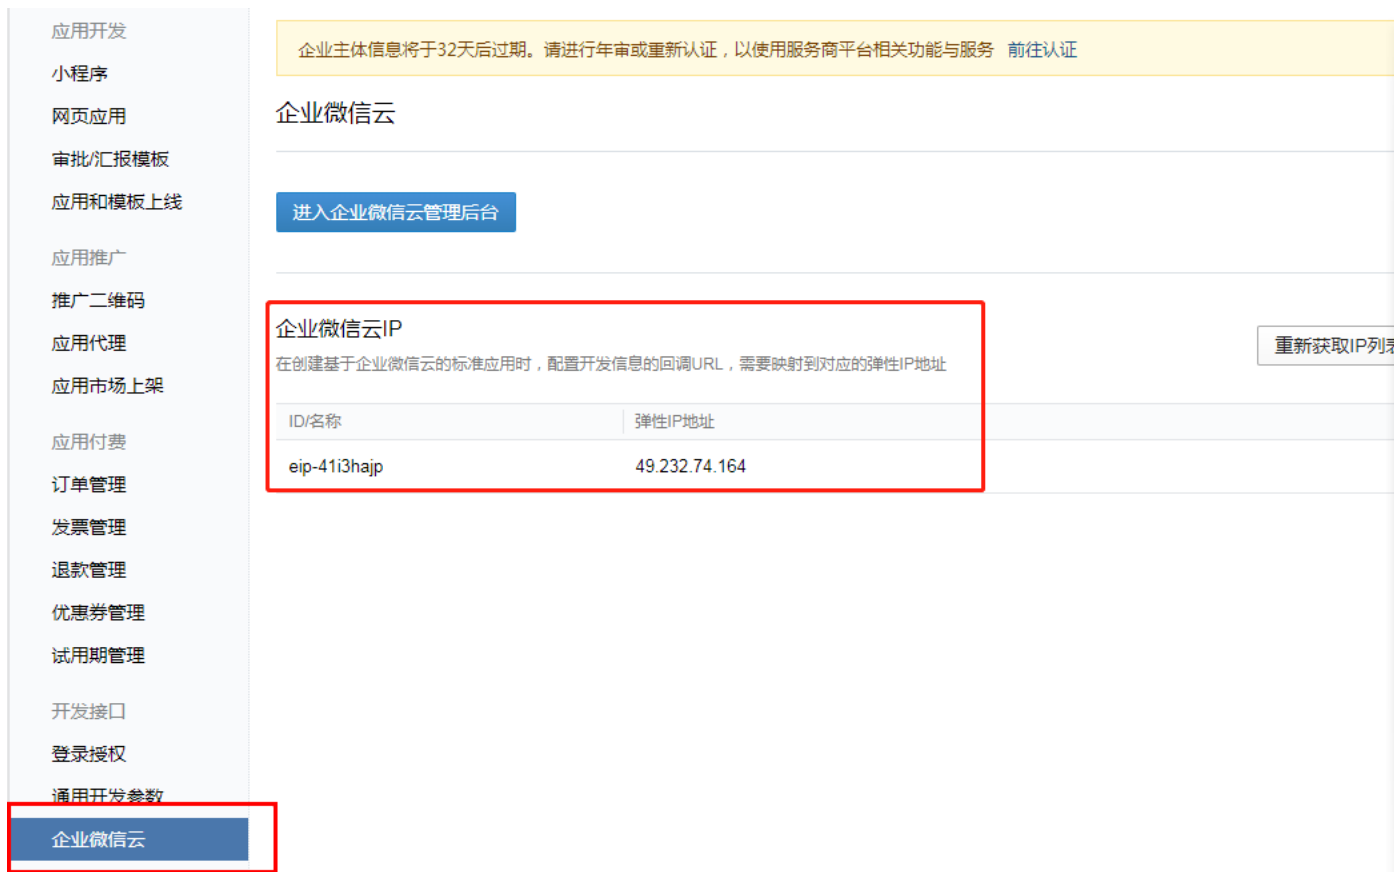 应用开发
小程序
网页应用
审批/汇报模板
应用和模板上线
应用推广
推广二维码
应用代理
应用市场上架
应用付费
订单管理
发票管理
退款管理
优惠券管理
试用期管理
开发接口
登录授权
通用开发参数
企业微信云
企业主体信息将于32天后过期。请进行年审或重新认证，以使用服务商平台相关功能与服务 前往认证
企业微信云
进入企业微信云管理后台
企业微信云IP
重新获取IP列表
在创建基于企业微信云的标准应用时，配置开发信息的回调URL，需要映射到对应的弹性IP地址
ID/名称 弹性IP地址
eip-41i3hajp 49.232.74.164